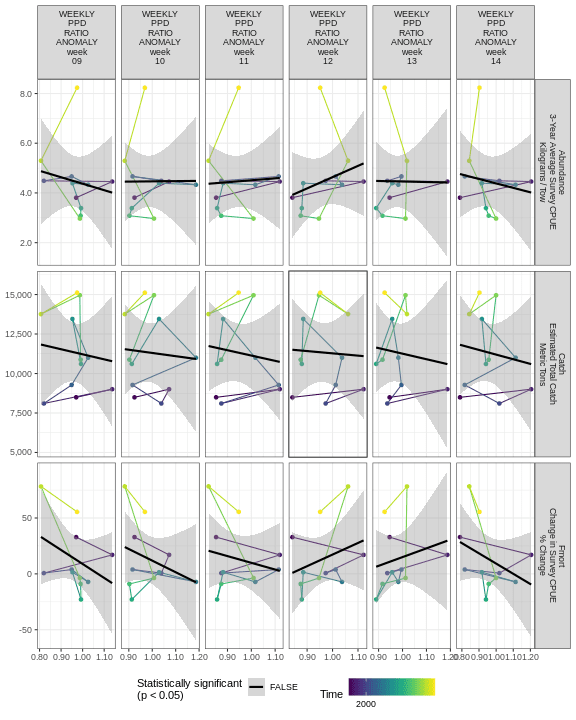 WEEKLY
PPD
RATIO
ANOMALY
week
09
WEEKLY
PPD
RATIO
ANOMALY
week
10
WEEKLY
PPD
RATIO
ANOMALY
week
11
WEEKLY
PPD
RATIO
ANOMALY
week
12
WEEKLY
PPD
RATIO
ANOMALY
week
13
WEEKLY
PPD
RATIO
ANOMALY
week
14
8.0
6.0
4.0
2.0
Abundance
3-Year Average Survey CPUE
Kilograms / Tow
15,000
12,500
10,000
7,500
5,000
Catch
Estimated Total Catch
Metric Tons
50
0
-50
Fmort
Change in Survey CPUE
% Change
0.80 0.90 1.00 1.10
0.90 1.00 1.10 1.20
0.90 1.00 1.10
0.90 1.00 1.10
0.90 1.00 1.10 1.20
0.80 0.90 1.00 1.10 1.20
Statistically significant
(p < 0.05)
FALSE
Time
2000